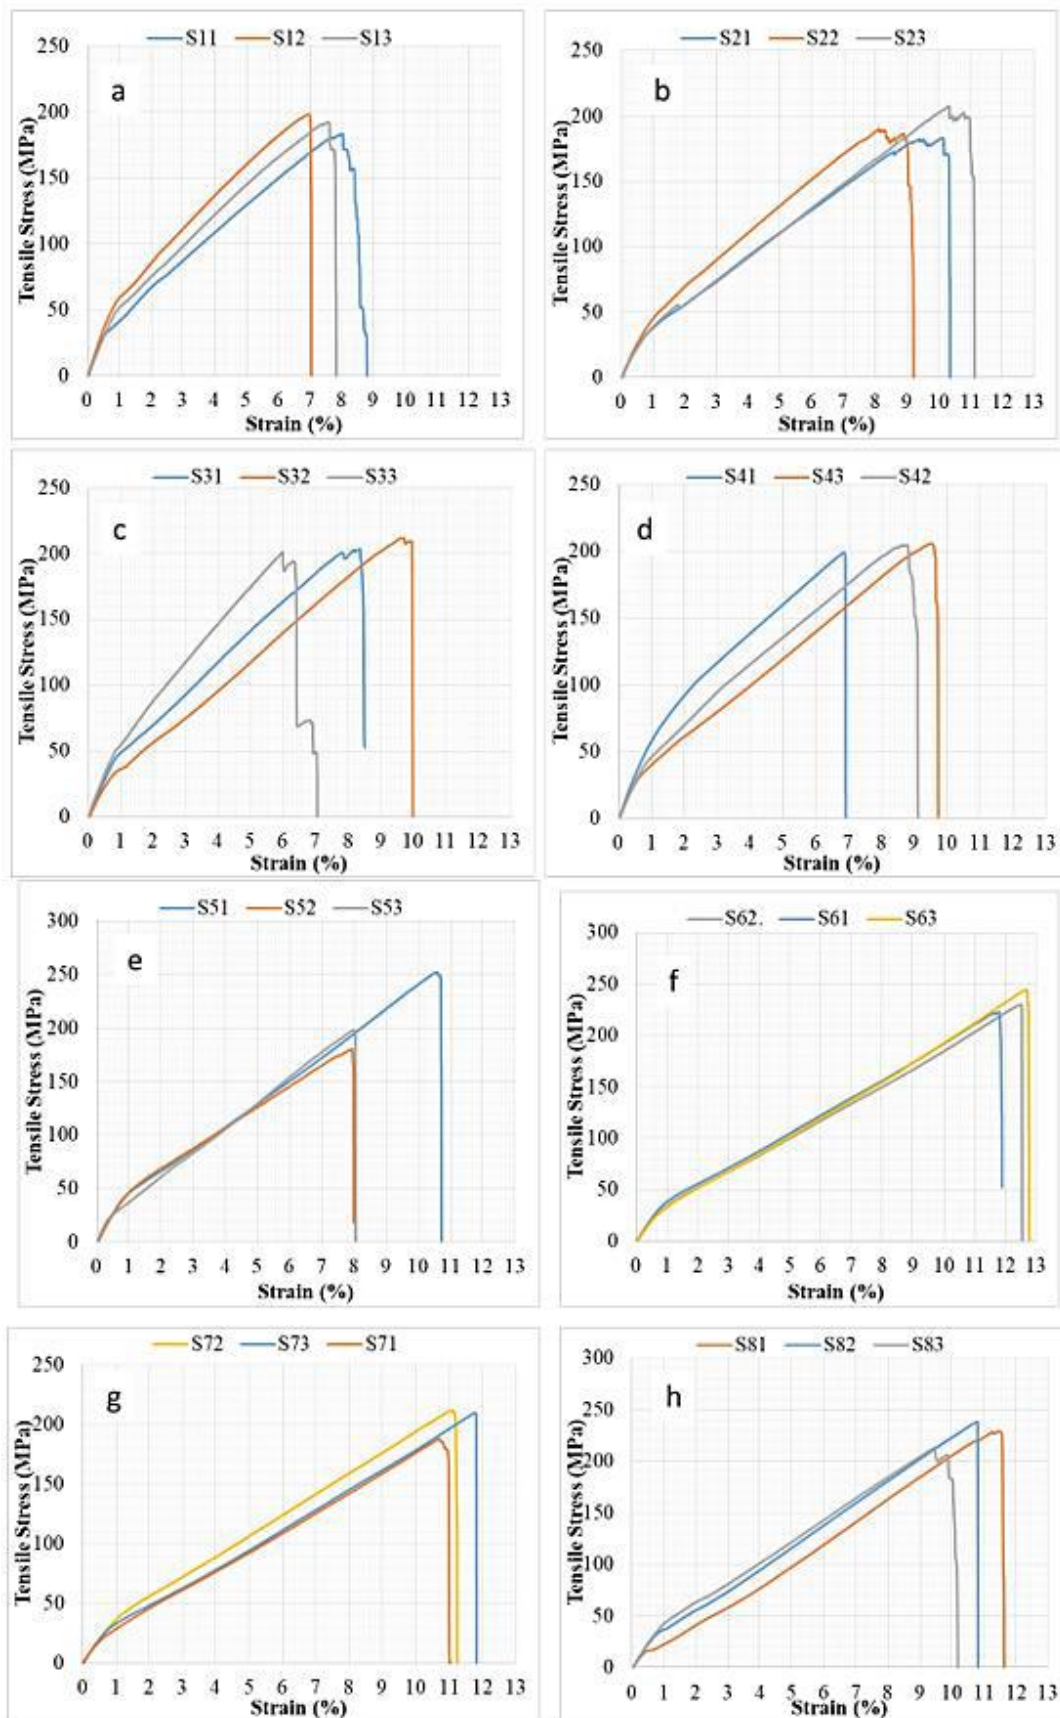 S11 S12 S13
a
250
200
150
100
50
0
Tensile Stress (MPa)
0 1 2 3 4 5 6 7 8 9 10 11 12 13
Strain (%)
S21 S22 S23
b
250
200
150
100
50
0
Tensile Stress (MPa)
0 1 2 3 4 5 6 7 8 9 10 11 12 13
Strain (%)
S31 S32 S33
c
250
200
150
100
50
0
Tensile Stress (MPa)
0 1 2 3 4 5 6 7 8 9 10 11 12 13
Strain (%)
S41 S43 S42
d
250
200
150
100
50
0
Tensile Stress (MPa)
0 1 2 3 4 5 6 7 8 9 10 11 12 13
Strain (%)
S51 S52 S53
e
300
250
200
150
100
50
0
Tensile Stress (MPa)
0 1 2 3 4 5 6 7 8 9 10 11 12 13
Strain (%)
S62. S61 S63
f
300
250
200
150
100
50
0
Tensile Stress (MPa)
0 1 2 3 4 5 6 7 8 9 10 11 12 13
Strain (%)
S72 S73 S71
g
250
200
150
100
50
0
Tensile Stress (MPa)
0 1 2 3 4 5 6 7 8 9 10 11 12 13
Strain (%)
S81 S82 S83
h
300
250
200
150
100
50
0
Tensile Stress (MPa)
0 1 2 3 4 5 6 7 8 9 10 11 12 13
Strain (%)